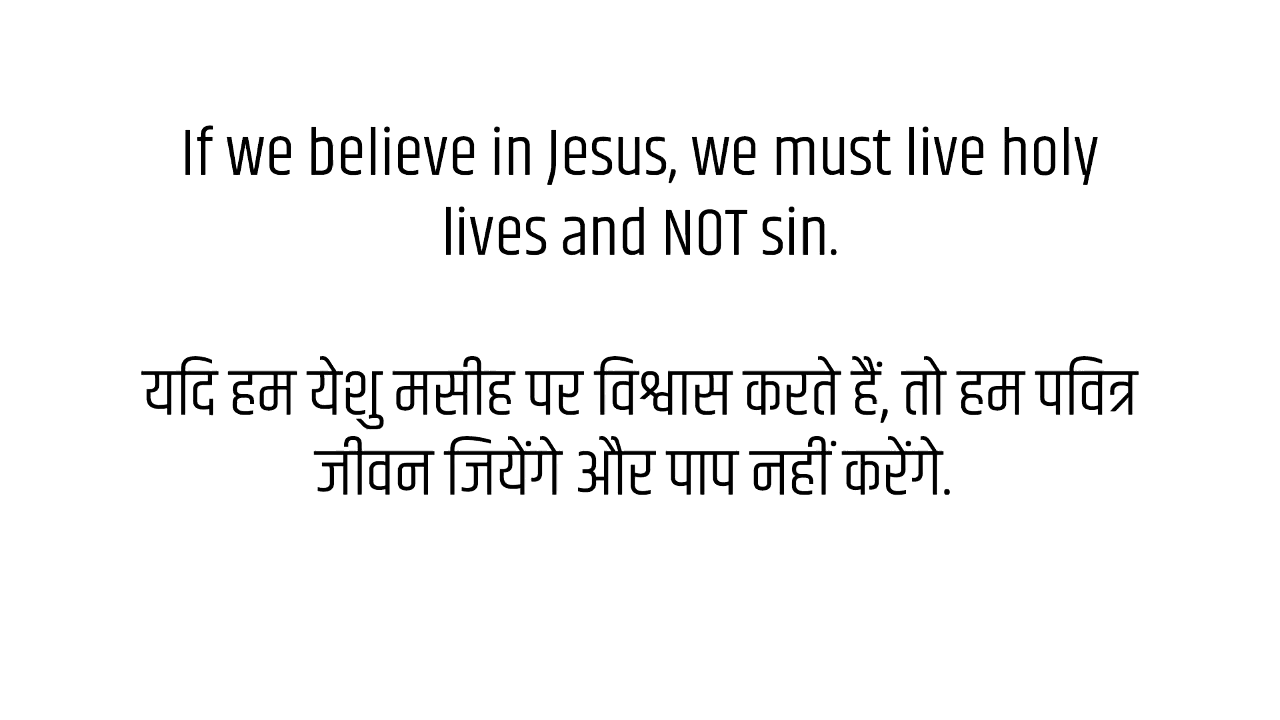 If we believe in Jesus, we must live holy
lives and NOT sin.
यदि हम येशु मसीह पर विश्वास करते हैं, तो हम पवित्र
जीवन जियेंगे और पाप नहीं करेंगे.